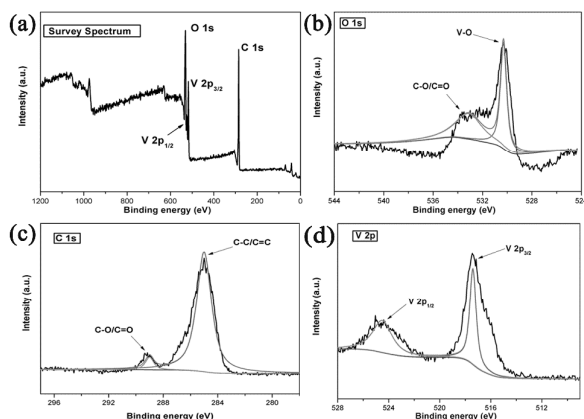 (a)
Survey Spectrum
O 1s
C 1s
V 2p3/2
V 2p1/2
Intensity (a.u.)
1200 1000 800 600 400 200 0
Binding energy (eV)
(b)
O 1s
V-O
C-O/C=O
Intensity (a.u.)
544 540 536 532 528 52
Binding energy (eV)
(c)
C 1s
C-C/C=C
C-O/C=O
Intensity (a.u.)
296 292 288 284 280
Binding energy (eV)
(d)
V 2p
V 2p3/2
V 2p1/2
Intensity (a.u.)
528 524 520 516 512
Binding energy (eV)